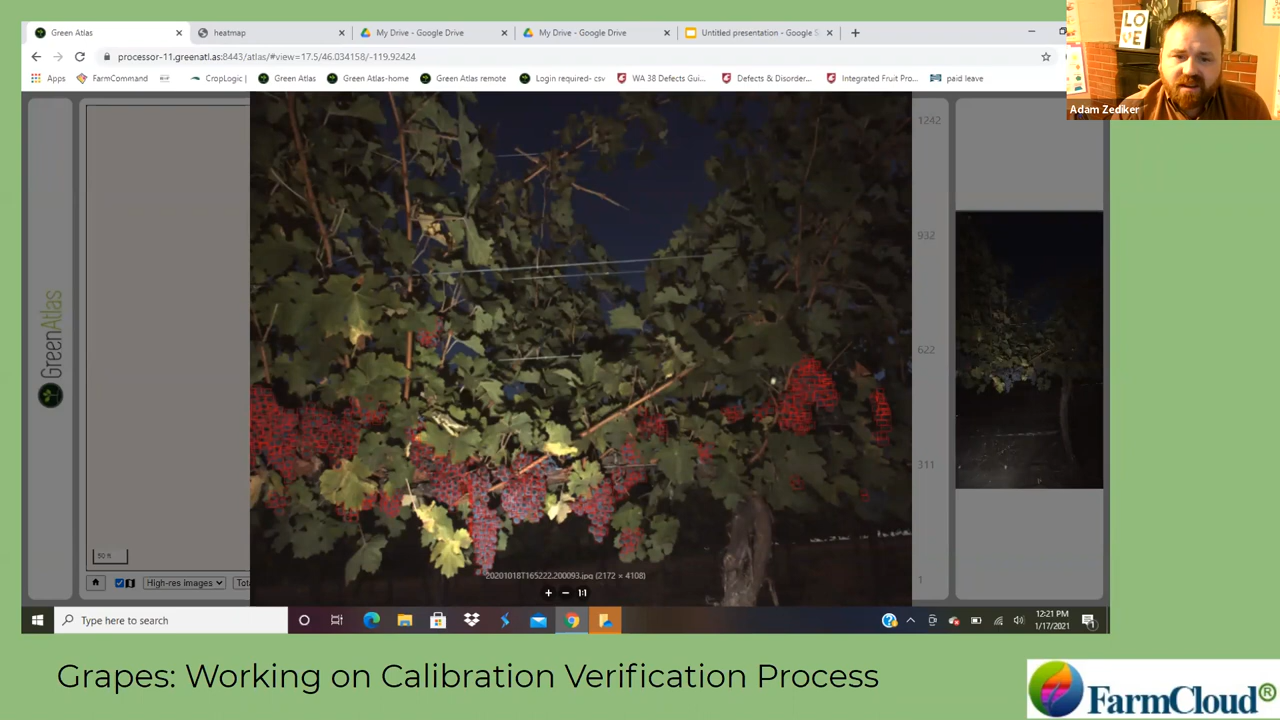 Green Atlas
heatmap
My Drive - Google Drive
My Drive - Google Drive
Untitled presentation - Google S
processor-11.greenatl.as:8443/atlas/#view=17.5/46.034158/-119.92424
Apps
FarmCommand
CropLogic |
Green Atlas
Green Atlas-home
Green Atlas remote
Login required- csv
WA 38 Defects Gui...
Defects & Disorder...
Integrated Fruit Pro...
paid leave
LO
VE
Adam Zediker
GreenAtlas
1242
932
622
311
1
50 ft
High-res images
Tota
20201018T165222.200093.jpg (2172 × 4108)
1:1
Type here to search
12:21 PM
1/17/2021
1
Grapes: Working on Calibration Verification Process
FarmCloud®